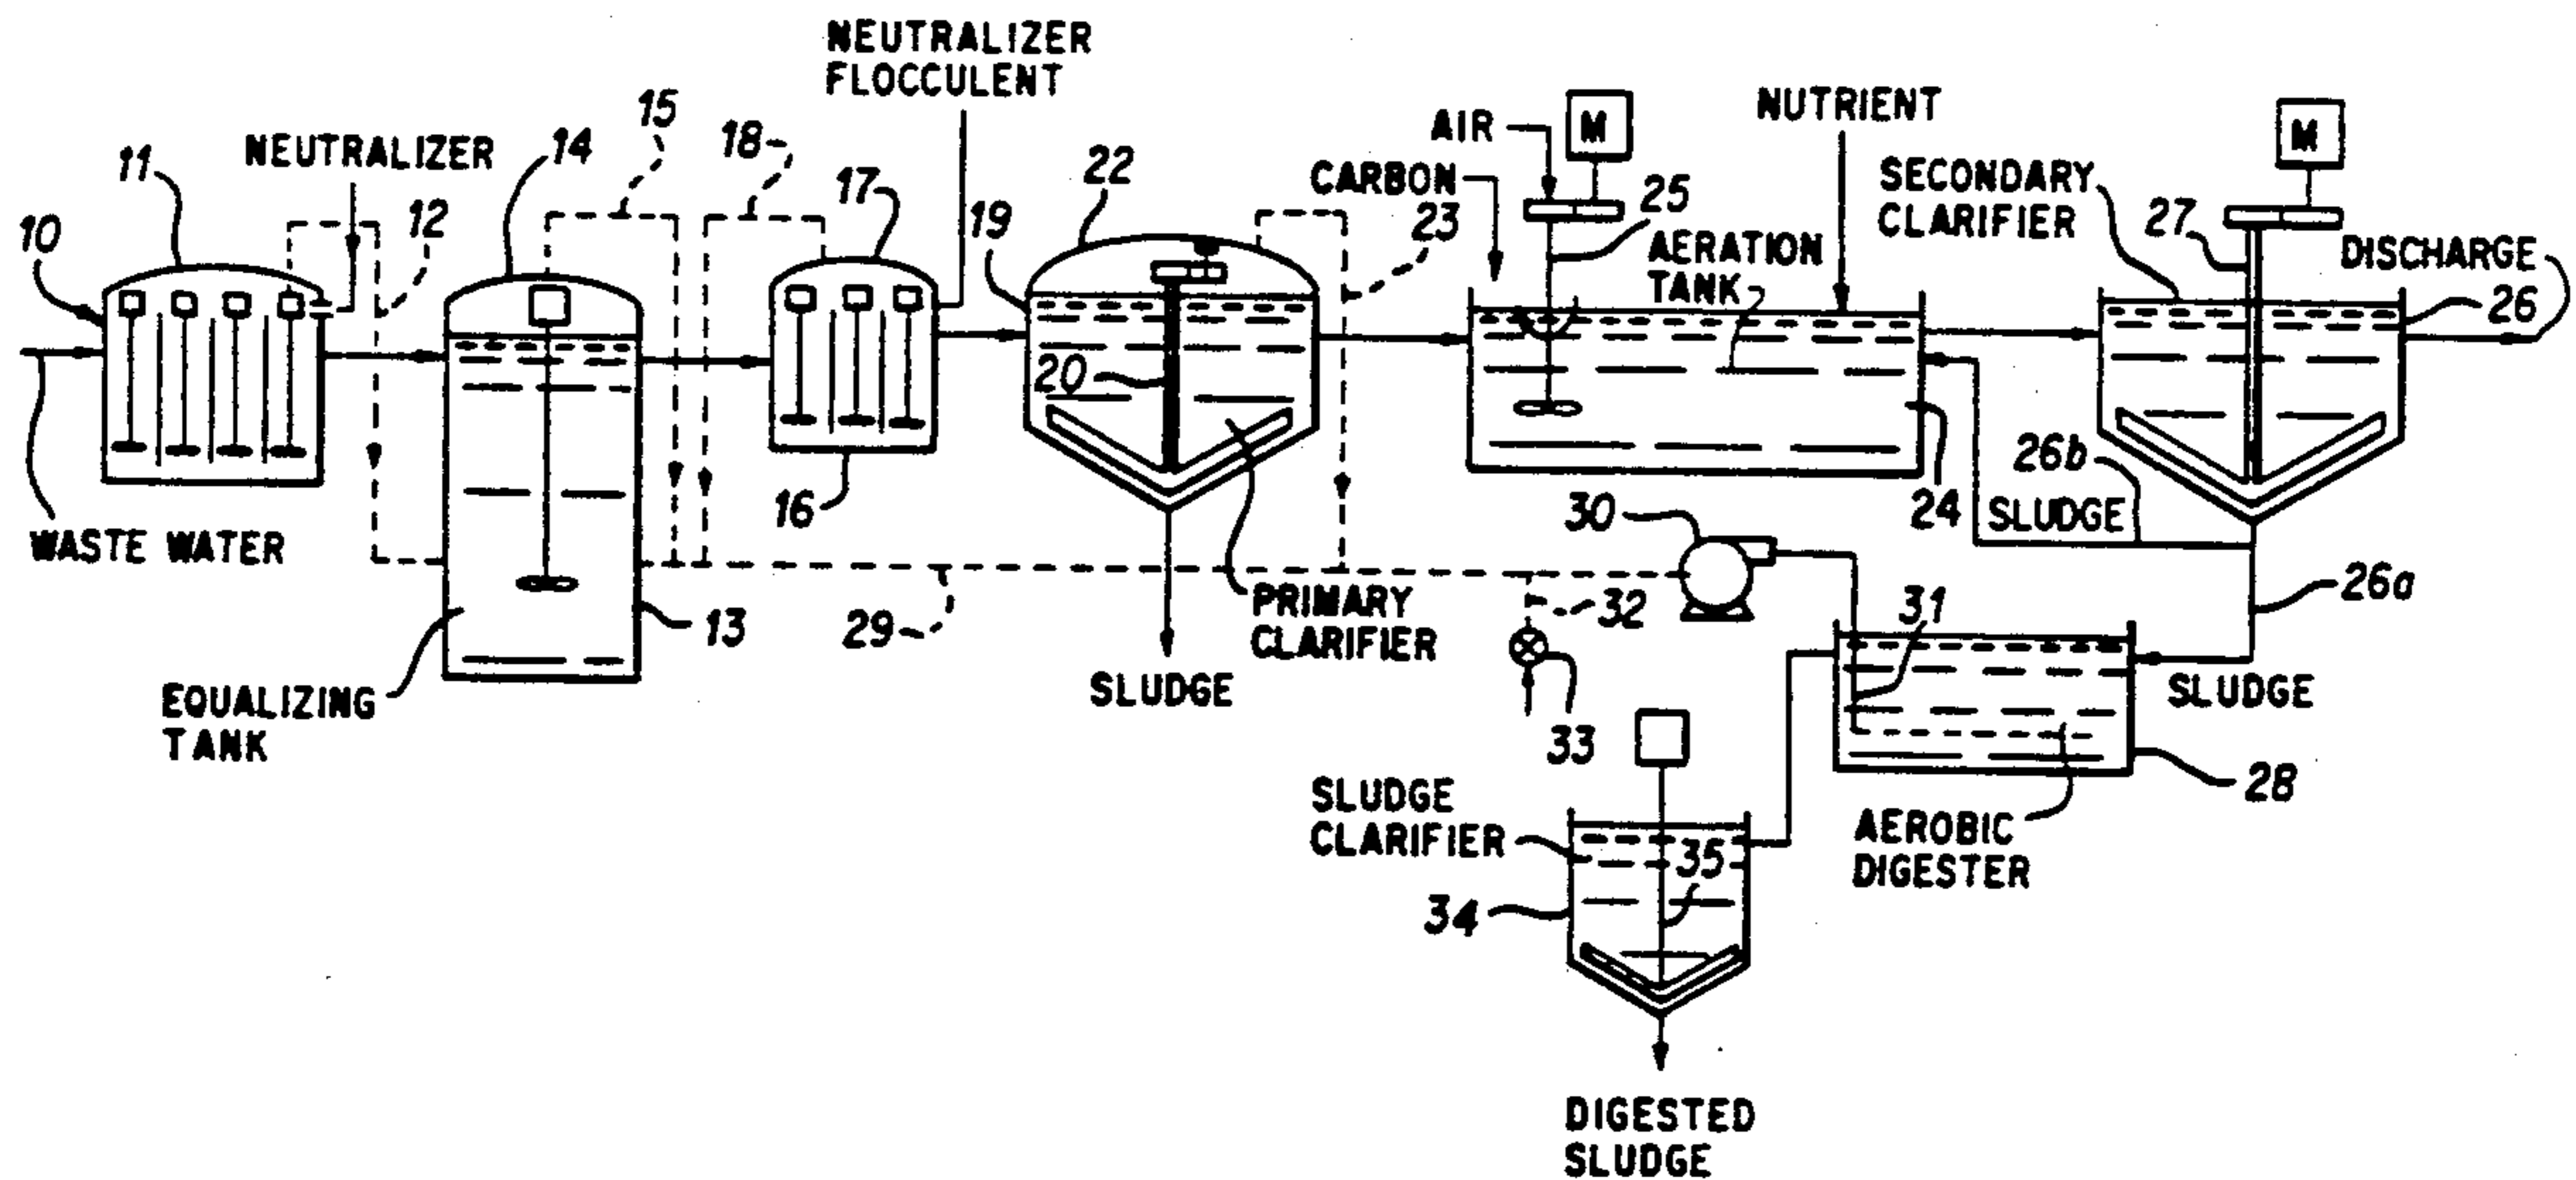 NEUTRALIZER
FLOCCULENT
NEUTRALIZER
11
14
15
18
17
10
12
19
22
AIR
M
CARBON
25
23
AERATION
TANK
NUTRIENT
SECONDARY
CLARIFIER
M
27
DISCHARGE
26
20
16
24
26b
SLUDGE
WASTE WATER
30
26a
29
PRIMARY
CLARIFIER
32
31
13
SLUDGE
SLUDGE
EQUALIZING
TANK
33
28
SLUDGE
CLARIFIER
35
34
AEROBIC
DIGESTER
DIGESTED
SLUDGE